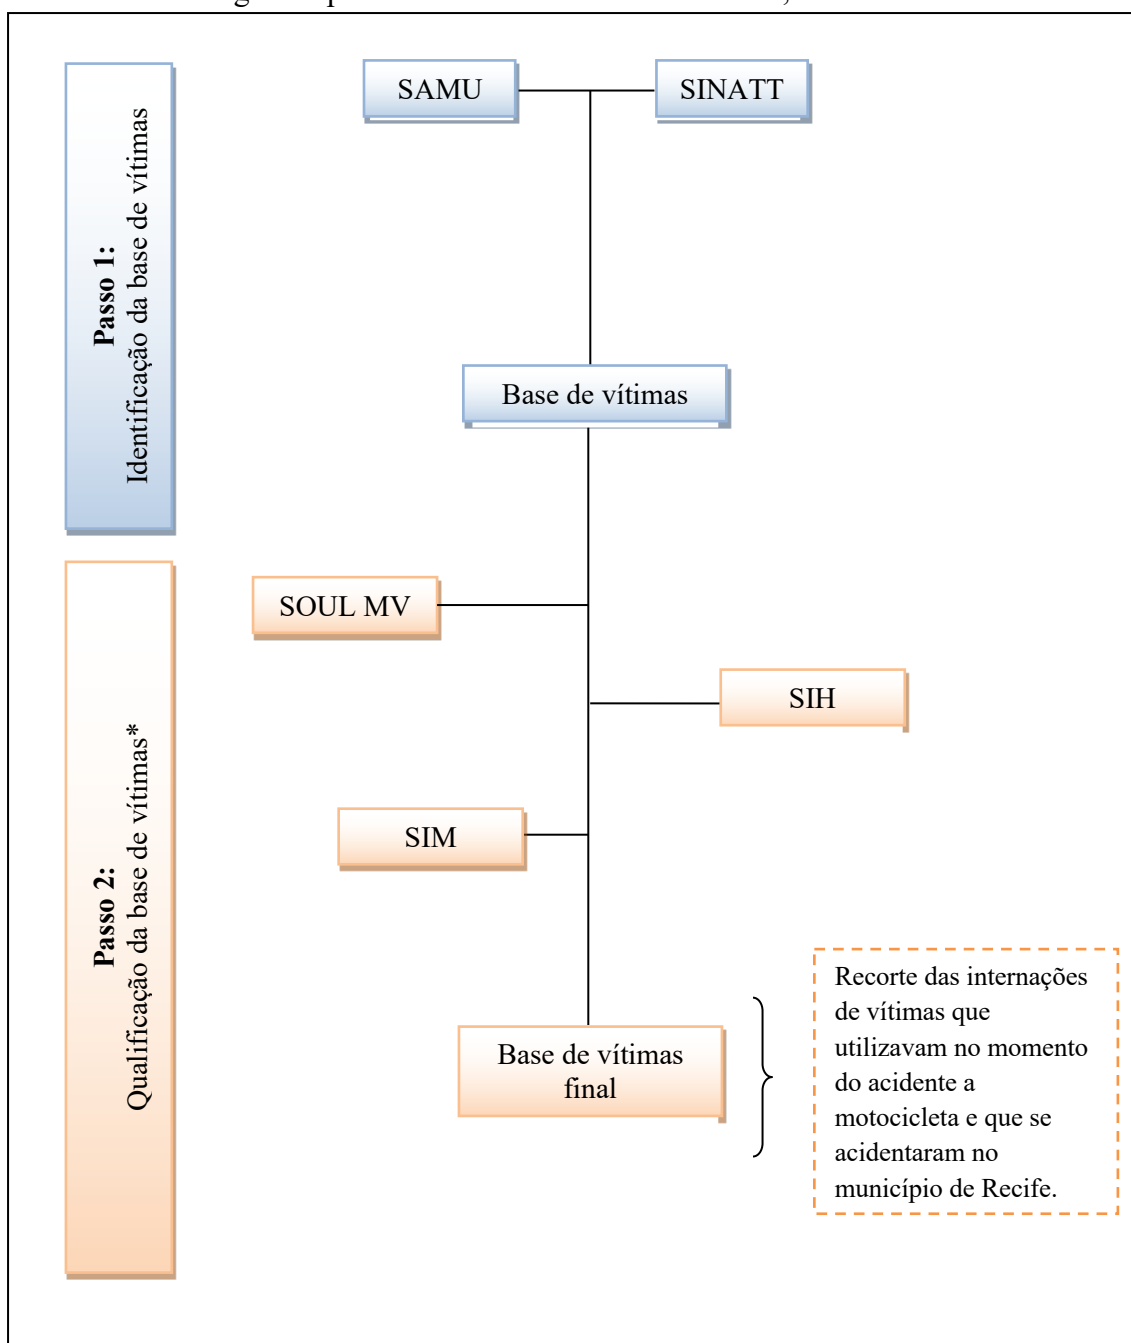 SAMU
SINATT
Passo 1:
Identificação da base de vítimas
Base de vítimas
SOUL MV
SIH
SIM
Passo 2:
Qualificação da base de vítimas*
Base de vítimas
final
Recorte das internações
de vítimas que
utilizavam no momento
do acidente a
motocicleta e que se
acidentaram no
município de Recife.